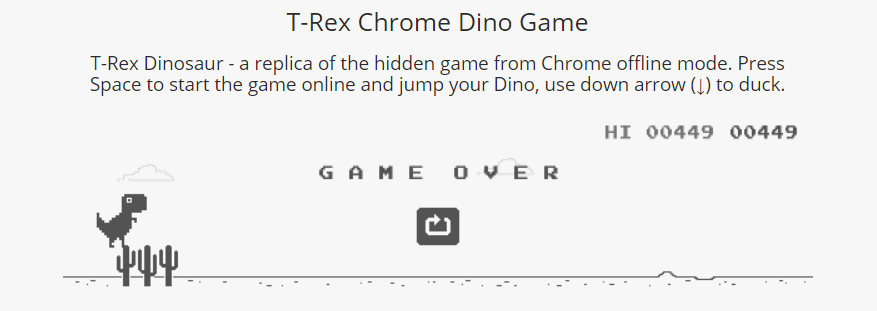 T-Rex Chrome Dino Game
T-Rex Dinosaur - a replica of the hidden game from Chrome offline mode. Press
Space to start the game online and jump your Dino, use down arrow (↓) to duck.
HI 00449 00449
GAME OVER